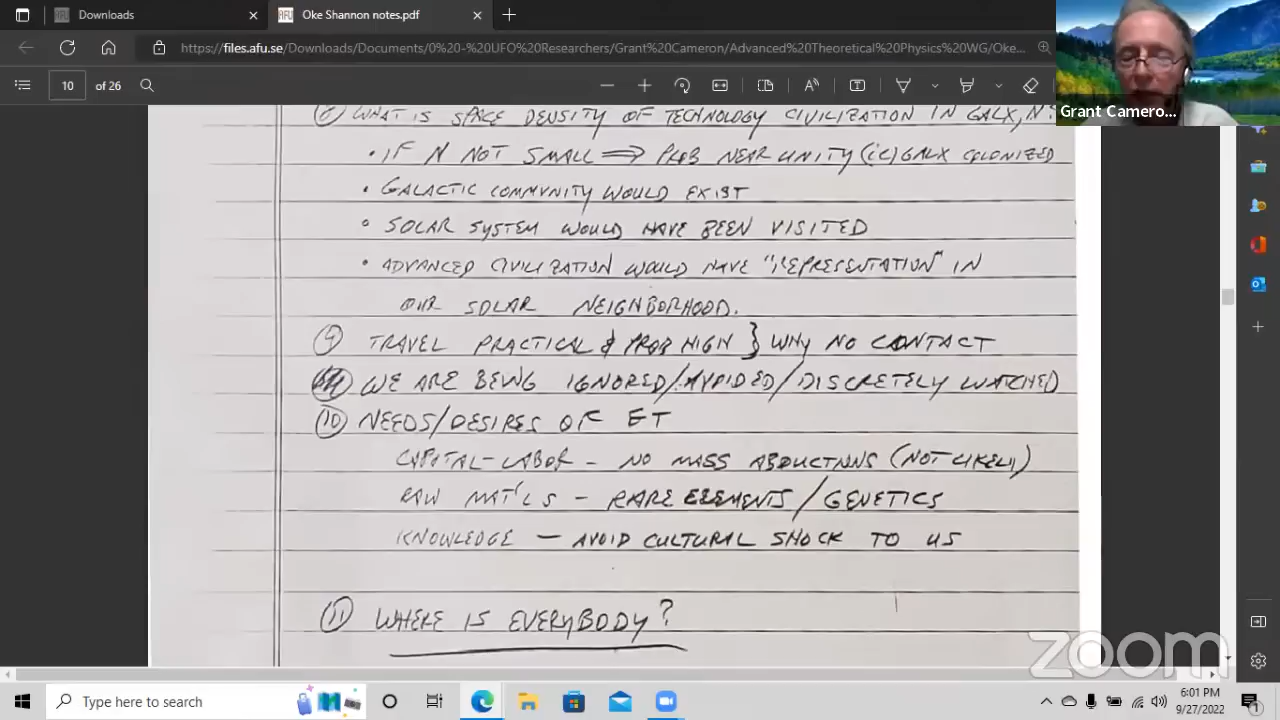 Downloads
Oke Shannon notes.pdf
https://files.afu.se/Downloads/Documents/0%20-%20UFO%20Researchers/Grant%20Cameron/Advanced%20Theoretical%20Physics%20WG/Oke...
10 of 26
Grant Camero...
⑧ WHAT IS SPACE DENSITY OF TECHNOLOGY CIVILIZATION IN GALX, N?
• IF N NOT SMALL ⟹ PROB NEAR UNITY (ie) GALX COLONIZED
• GALACTIC COMMUNITY WOULD EXIST
• SOLAR SYSTEM WOULD HAVE BEEN VISITED
• ADVANCED CIVILIZATION WOULD HAVE "REPRESENTATION" IN
OUR SOLAR NEIGHBORHOOD.
⑨ TRAVEL PRACTICAL & PROB HIGH } WHY NO CONTACT
WE ARE BEING IGNORED/AVOIDED/DISCRETELY WATCHED
⑩ NEEDS/DESIRES OF ET
CAPITAL-LABOR - NO MASS ABDUCTNNS (NOT LIKELY)
RAW MAT'LS - RARE ELEMENTS/GENETICS
KNOWLEDGE - AVOID CULTURAL SHOCK TO US
⑪ WHERE IS EVERYBODY?
zoom
Type here to search
6:01 PM
9/27/2022